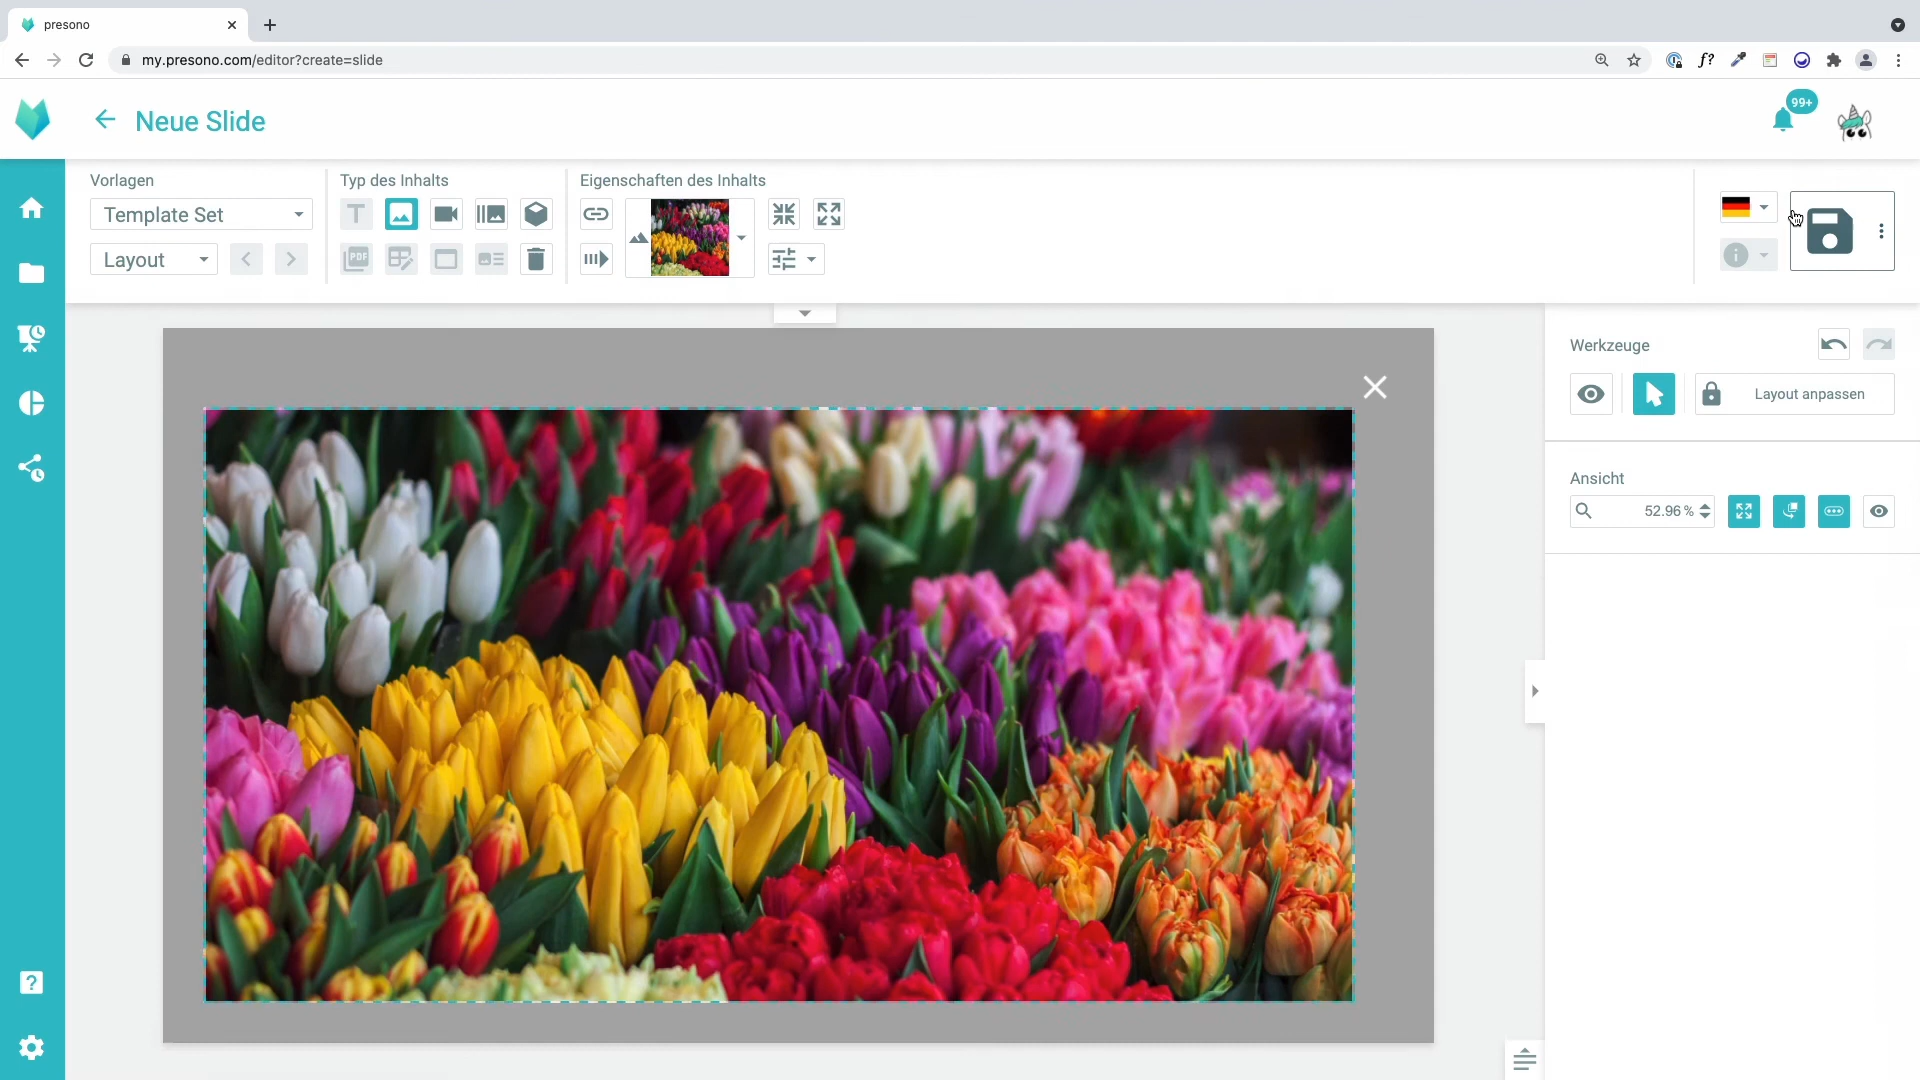 presono
my.presono.com/editor?create=slide
f?
Neue Slide
99+
Vorlagen
Typ des Inhalts
Eigenschaften des Inhalts
Template Set
T
Layout
PDF
Werkzeuge
Layout anpassen
Ansicht
52.96 %
?